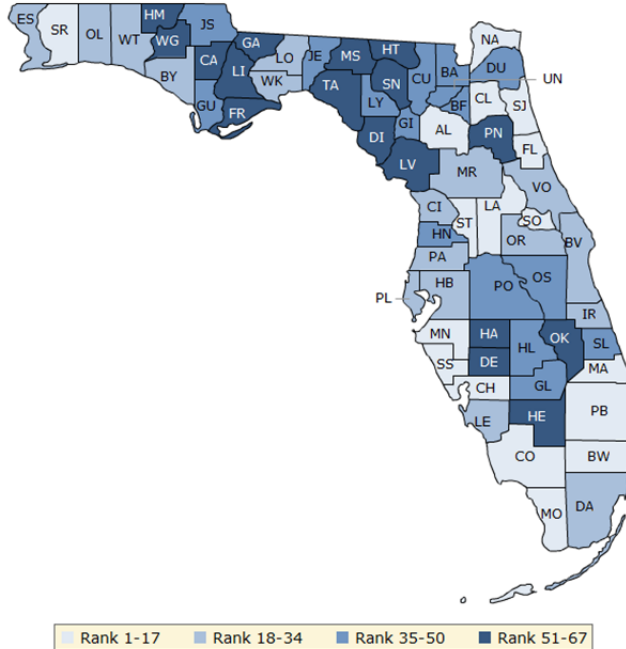 ES
SR
OL
WT
HM
WG
BY
JS
CA
GU
GA
LI
FR
LO
WK
JE
MS
TA
LY
DI
HT
SN
CU
GI
LV
BA
UN
BF
NA
DU
CL
SJ
AL
PN
FL
MR
VO
CI
LA
ST
SO
HN
OR
BV
PA
HB
PL
PO
OS
IR
MN
HA
OK
HL
SL
SS
DE
MA
CH
GL
LE
HE
PB
CO
BW
MO
DA
Rank 1-17 Rank 18-34 Rank 35-50 Rank 51-67